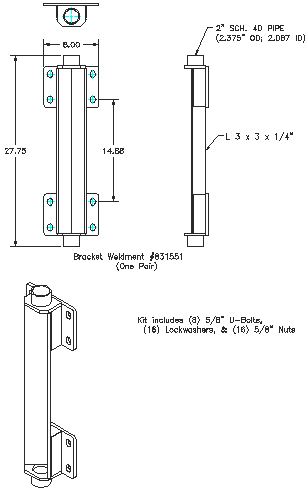 8.00
2" SCH. 40 PIPE
(2.375" OD; 2.067 ID)
27.75
14.88
L 3 x 3 x 1/4"
Bracket Weldment #831551
(One Pair)
Kit includes (8) 5/8" U-Bolts,
(16) Lockwashers, & (16) 5/8" Nuts